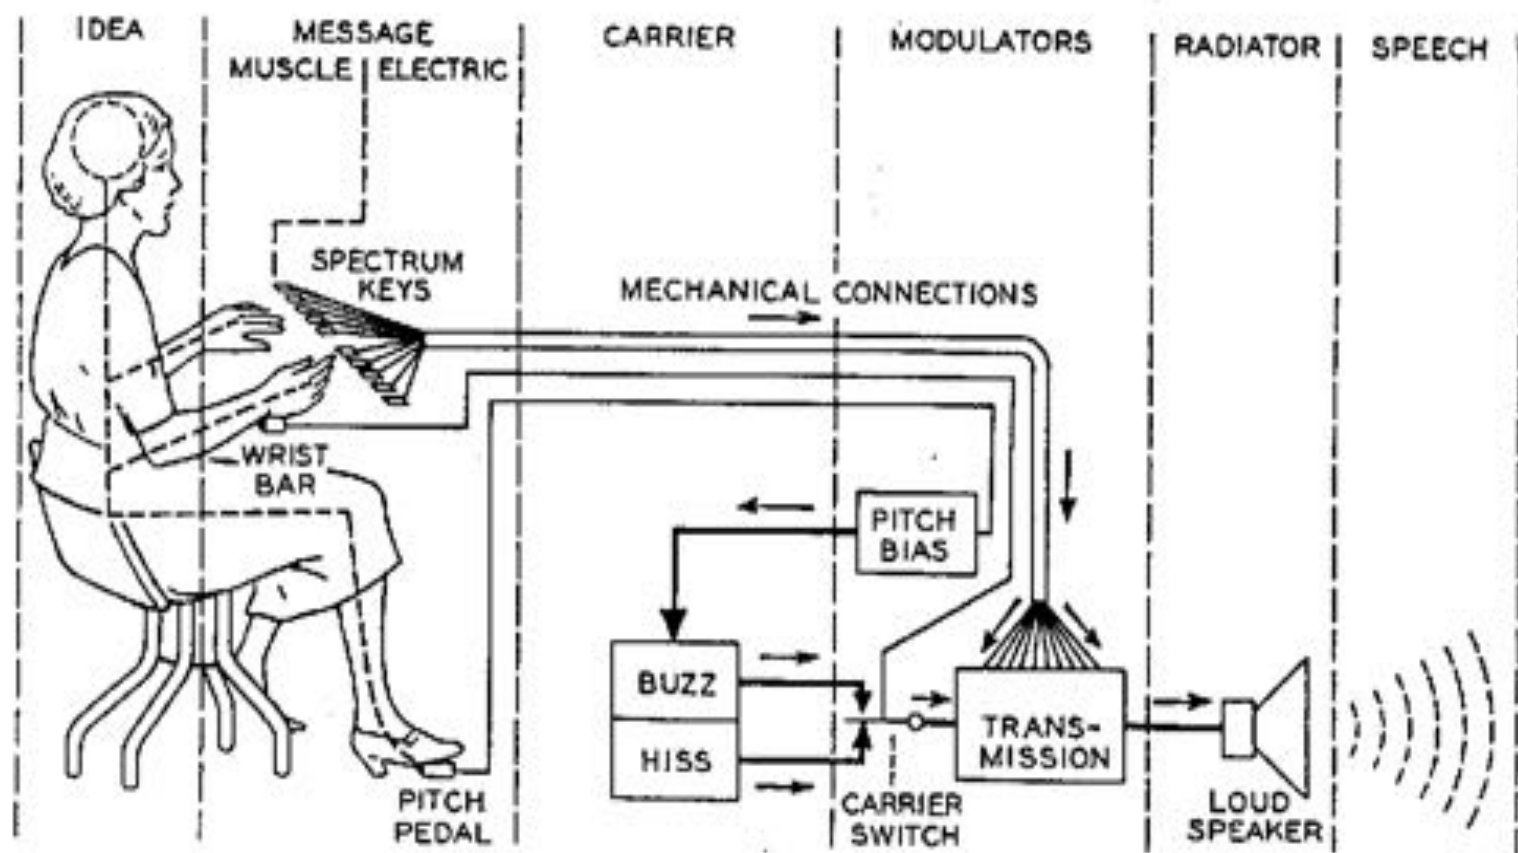 IDEA
MESSAGE
MUSCLE | ELECTRIC
CARRIER
MODULATORS
RADIATOR
SPEECH
SPECTRUM
KEYS
MECHANICAL CONNECTIONS
WRIST
BAR
PITCH
BIAS
BUZZ
HISS
TRANS-
MISSION
PITCH
PEDAL
CARRIER
SWITCH
LOUD
SPEAKER